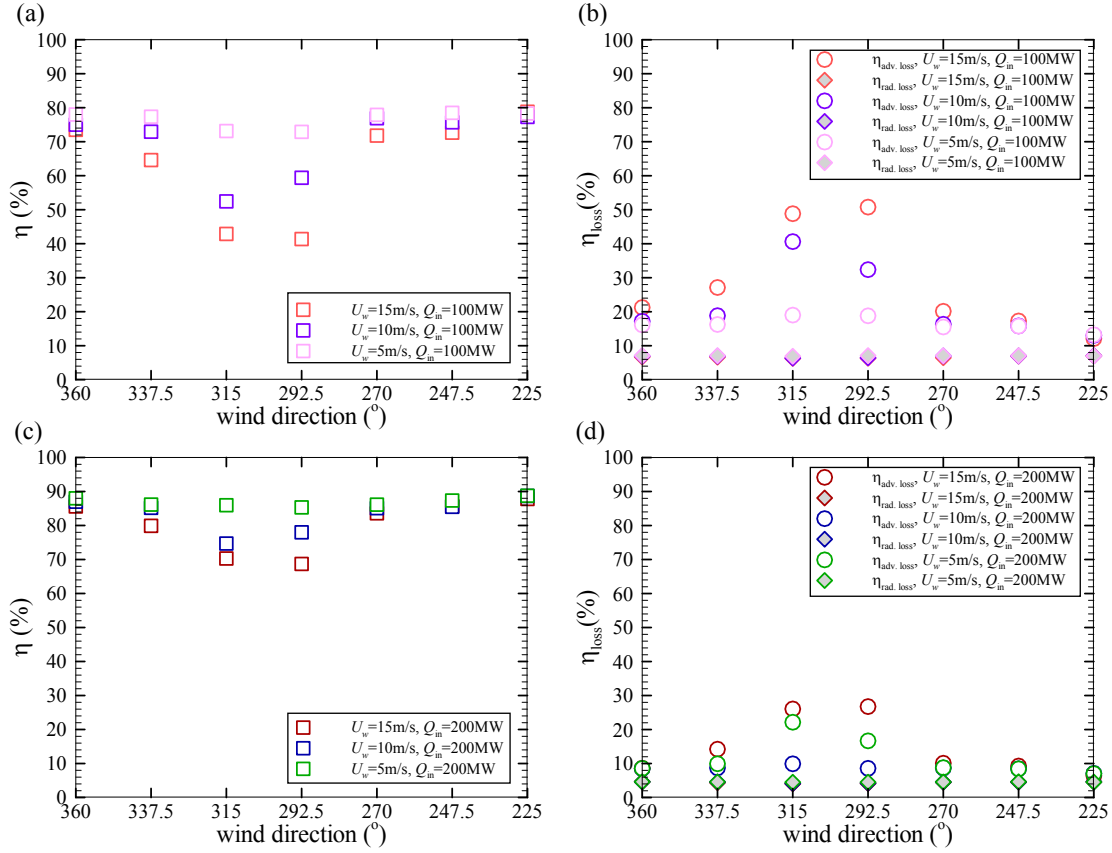 (a)
100
90
80
70
60
50
40
30
20
10
0
η (%)
U_w=15m/s, Q_in=100MW
U_w=10m/s, Q_in=100MW
U_w=5m/s, Q_in=100MW
360 337.5 315 292.5 270 247.5 225
wind direction (°)
(b)
100
90
80
70
60
50
40
30
20
10
0
η_loss(%)
η_adv. loss, U_w=15m/s, Q_in=100MW
η_rad. loss, U_w=15m/s, Q_in=100MW
η_adv. loss, U_w=10m/s, Q_in=100MW
η_rad. loss, U_w=10m/s, Q_in=100MW
η_adv. loss, U_w=5m/s, Q_in=100MW
η_rad. loss, U_w=5m/s, Q_in=100MW
360 337.5 315 292.5 270 247.5 225
wind direction (°)
(c)
100
90
80
70
60
50
40
30
20
10
0
η (%)
U_w=15m/s, Q_in=200MW
U_w=10m/s, Q_in=200MW
U_w=5m/s, Q_in=200MW
360 337.5 315 292.5 270 247.5 225
wind direction (°)
(d)
100
90
80
70
60
50
40
30
20
10
0
η_loss(%)
η_adv. loss, U_w=15m/s, Q_in=200MW
η_rad. loss, U_w=15m/s, Q_in=200MW
η_adv. loss, U_w=10m/s, Q_in=200MW
η_rad. loss, U_w=10m/s, Q_in=200MW
η_adv. loss, U_w=5m/s, Q_in=200MW
η_rad. loss, U_w=5m/s, Q_in=200MW
360 337.5 315 292.5 270 247.5 225
wind direction (°)